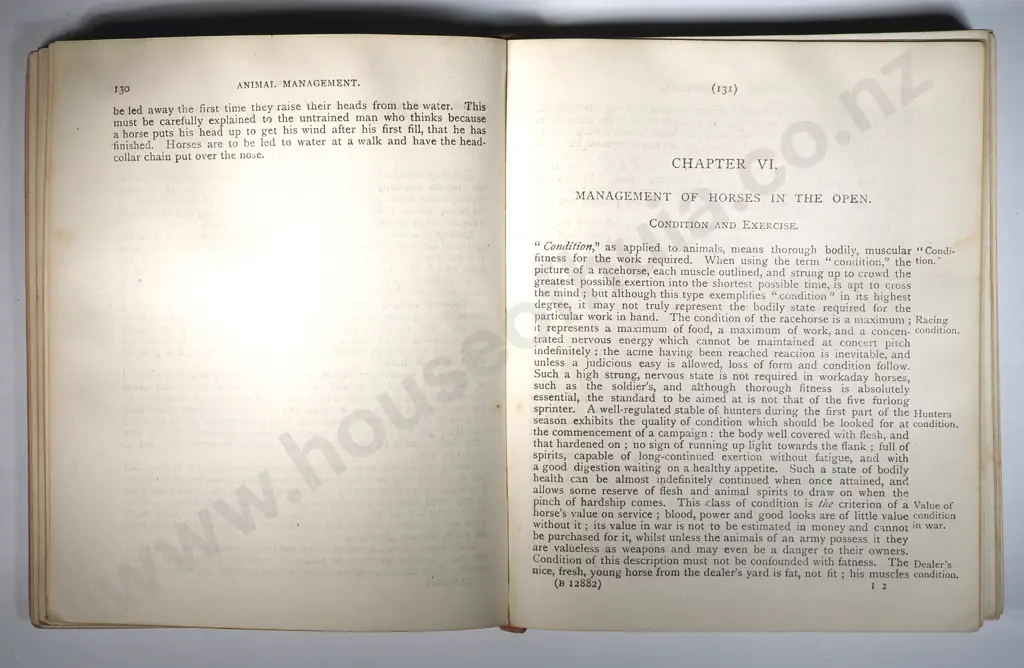 130
ANIMAL MANAGEMENT.
be led away the first time they raise their heads from the water. This
must be carefully explained to the untrained man who thinks because
a horse puts his head up to get his wind after his first fill, that he has
finished. Horses are to be led to water at a walk and have the head-
collar chain put over the nose.
(131)
CHAPTER VI.
MANAGEMENT OF HORSES IN THE OPEN.
CONDITION AND EXERCISE.
"Condition," as applied to animals, means thorough bodily, muscular "Condi-
fitness for the work required. When using the term "condition," the tion."
picture of a racehorse, each muscle outlined, and strung up to crowd the
greatest possible exertion into the shortest possible time, is apt to cross
the mind ; but although this type exemplifies "condition" in its highest
degree, it may not truly represent the bodily state required for the
particular work in hand. The condition of the racehorse is a maximum ; Racing
it represents a maximum of food, a maximum of work, and a concen- condition.
trated nervous energy which cannot be maintained at concert pitch
indefinitely : the acme having been reached reaction is inevitable, and
unless a judicious easy is allowed, loss of form and condition follow.
Such a high strung, nervous state is not required in workaday horses,
such as the soldier's, and although thorough fitness is absolutely
essential, the standard to be aimed at is not that of the five furlong
sprinter. A well-regulated stable of hunters during the first part of the Hunters
season exhibits the quality of condition which should be looked for at condition.
the commencement of a campaign : the body well covered with flesh, and
that hardened on ; no sign of running up light towards the flank ; full of
spirits, capable of long-continued exertion without fatigue, and with
a good digestion waiting on a healthy appetite. Such a state of bodily
health can be almost indefinitely continued when once attained, and
allows some reserve of flesh and animal spirits to draw on when the
pinch of hardship comes. This class of condition is the criterion of a Value of
horse's value on service ; blood, power and good looks are of little value condition
without it ; its value in war is not to be estimated in money and cannot in war.
be purchased for it, whilst unless the animals of an army possess it they
are valueless as weapons and may even be a danger to their owners.
Condition of this description must not be confounded with fatness. The Dealer's
nice, fresh, young horse from the dealer's yard is fat, not fit ; his muscles condition.
(B 12882)
I 2